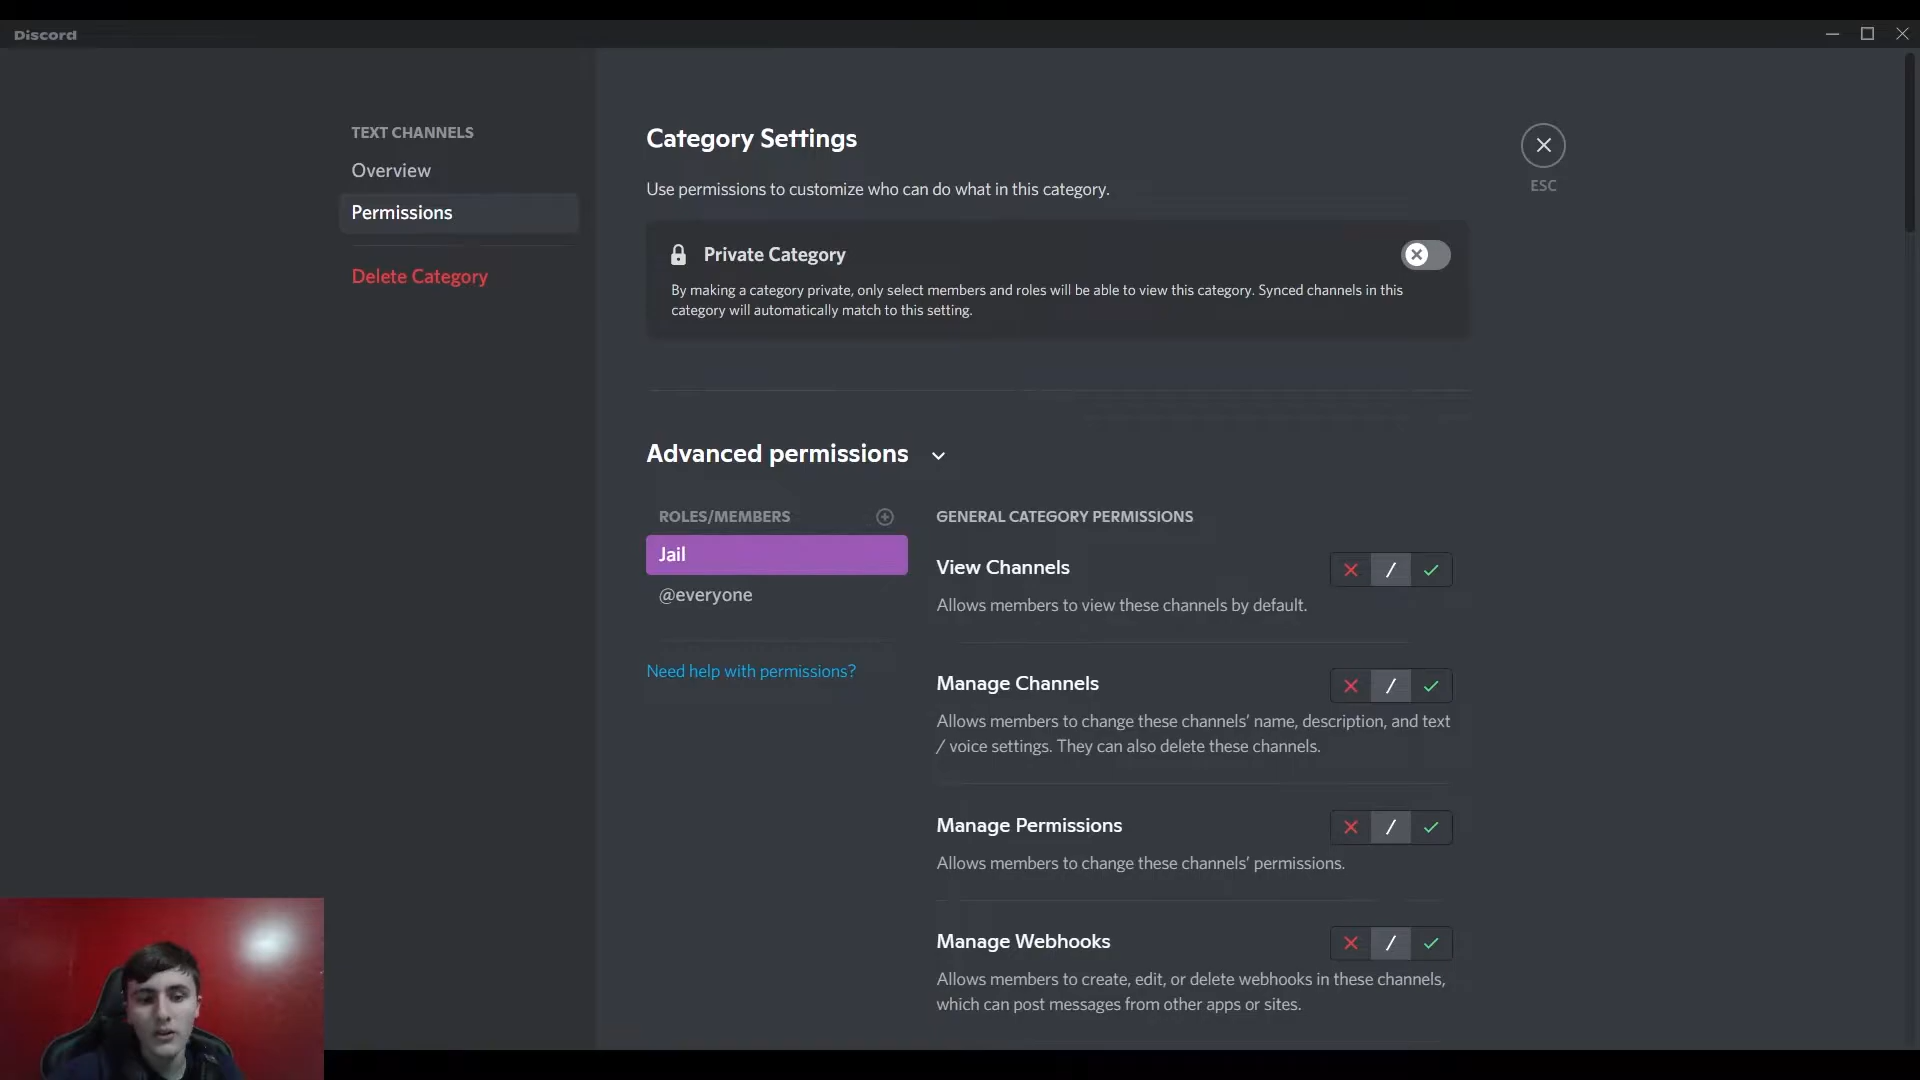 Discord
TEXT CHANNELS
Overview
Permissions
Delete Category
Category Settings
Use permissions to customize who can do what in this category.
ESC
Private Category
By making a category private, only select members and roles will be able to view this category. Synced channels in this
category will automatically match to this setting.
Advanced permissions
ROLES/MEMBERS
Jail
@everyone
Need help with permissions?
GENERAL CATEGORY PERMISSIONS
View Channels
Allows members to view these channels by default.
Manage Channels
Allows members to change these channels' name, description, and text
/ voice settings. They can also delete these channels.
Manage Permissions
Allows members to change these channels' permissions.
Manage Webhooks
Allows members to create, edit, or delete webhooks in these channels,
which can post messages from other apps or sites.